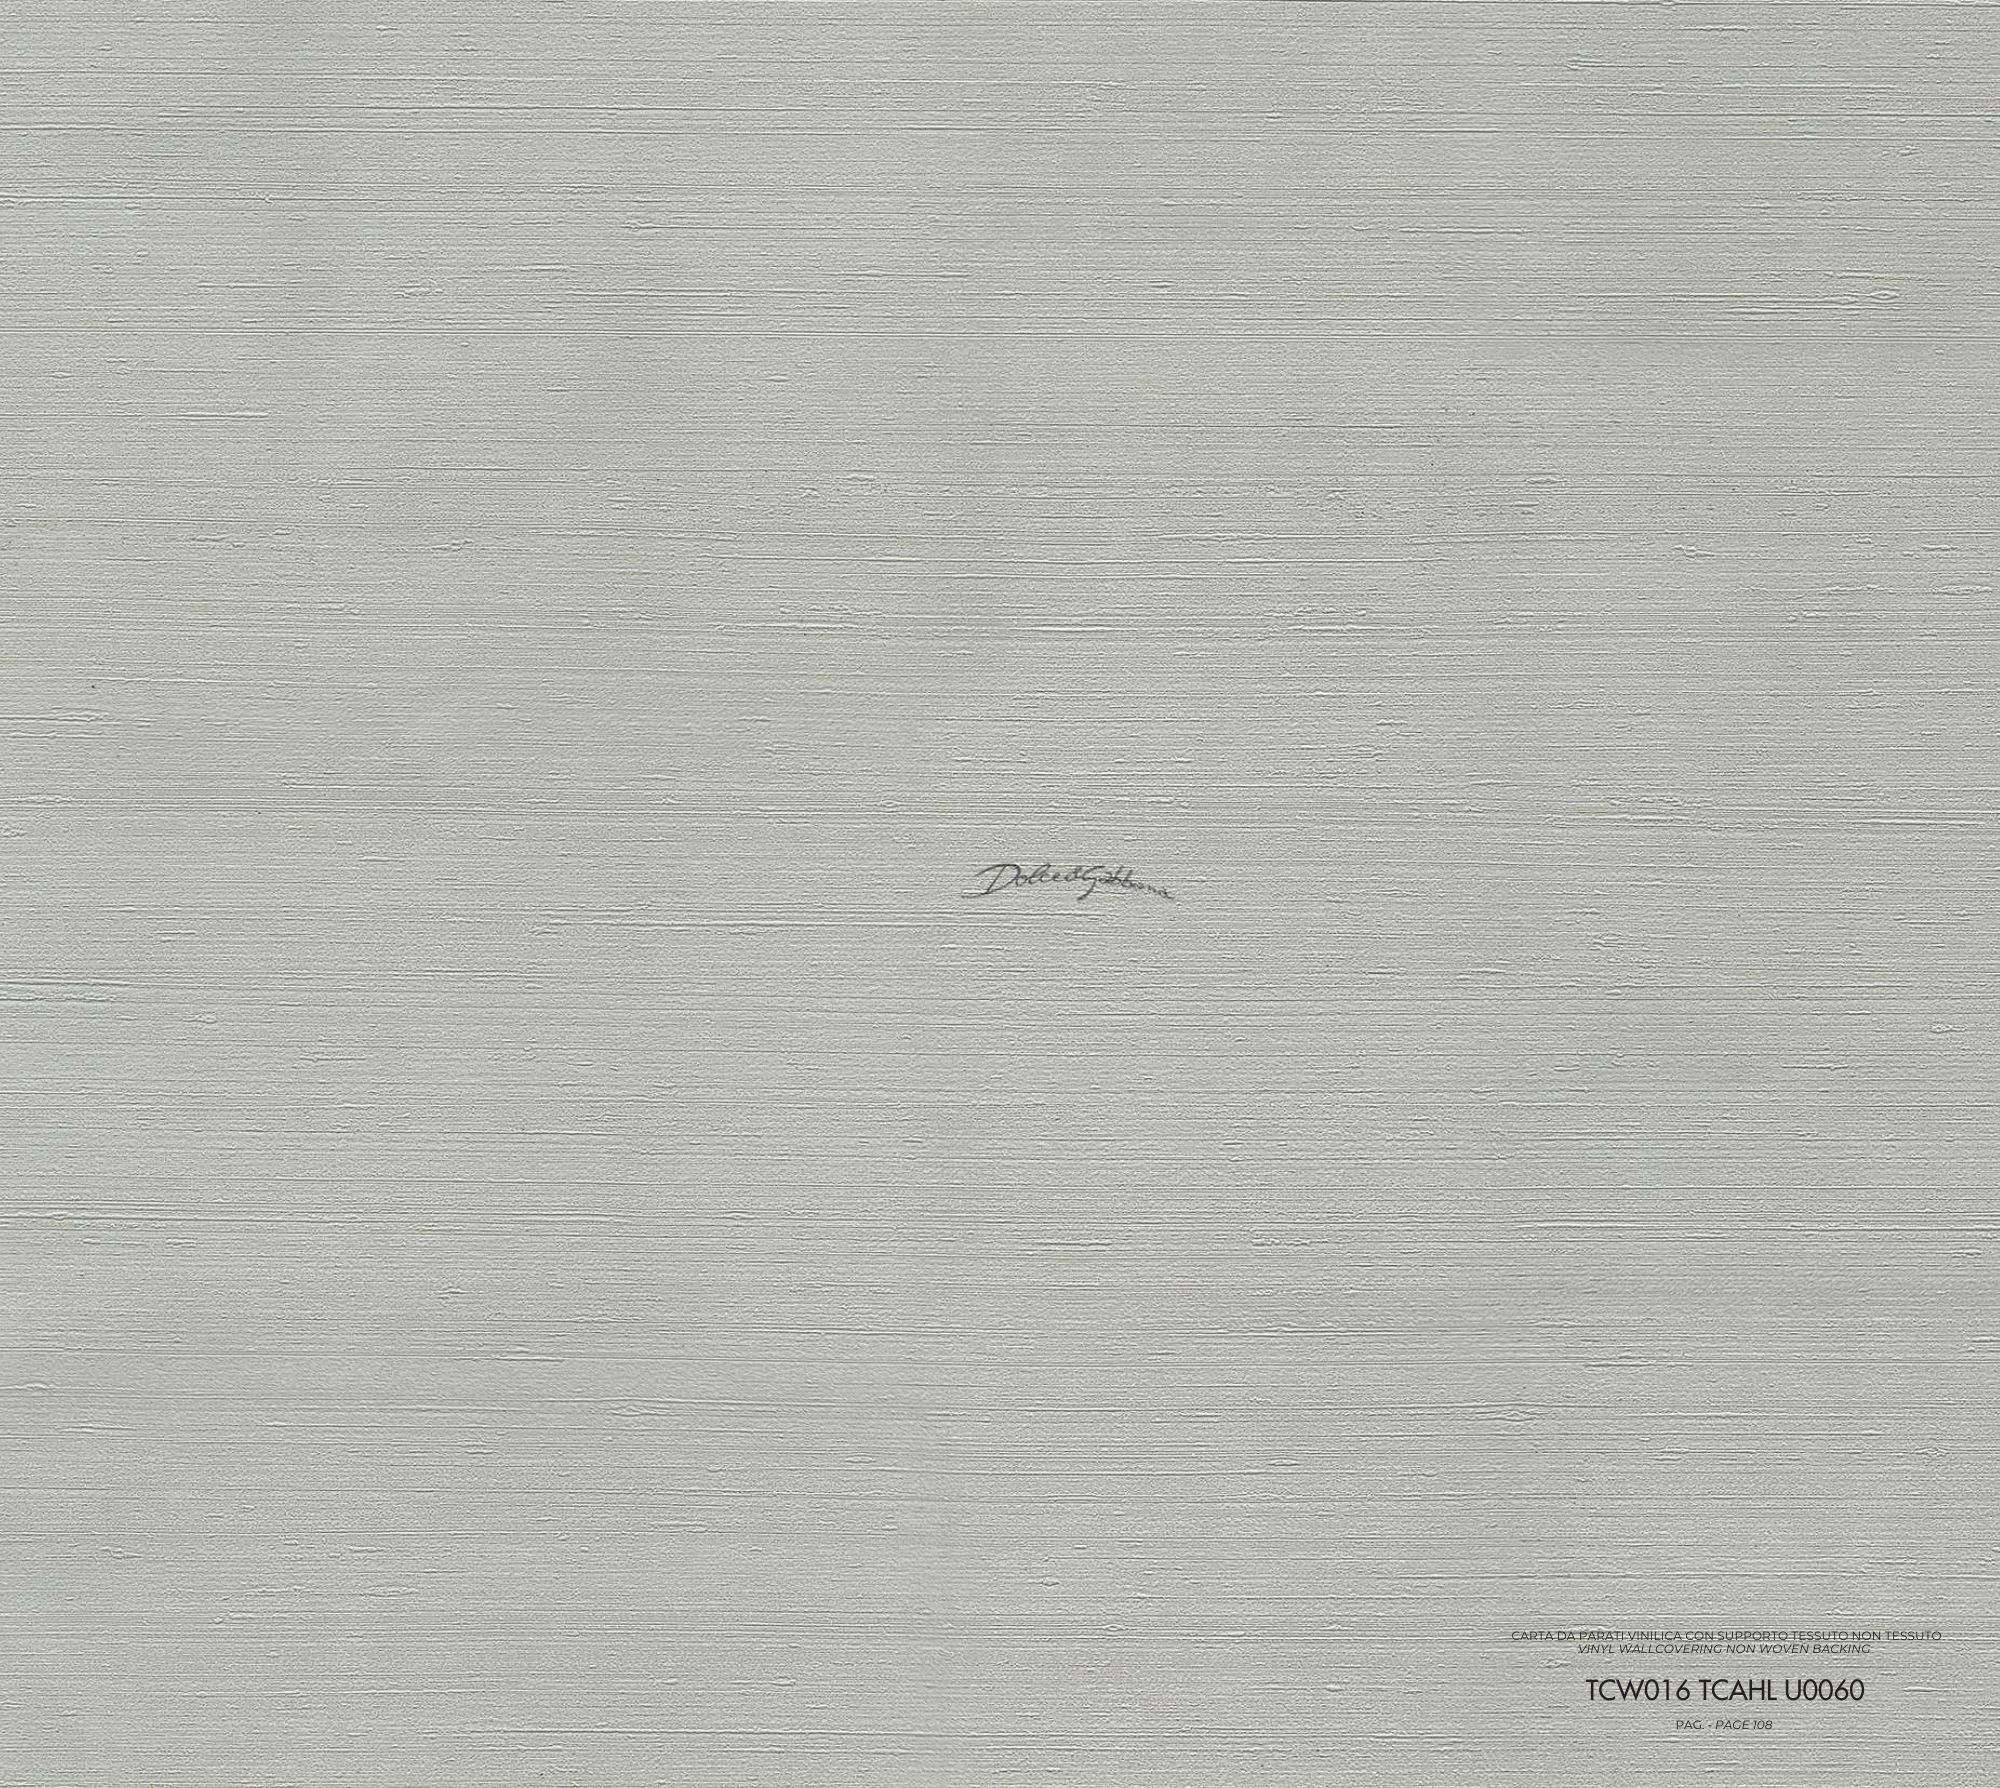 Dolce & Gabbana
CARTA DA PARATI VINILICA CON SUPPORTO TESSUTO NON TESSUTO
VINYL WALLCOVERING NON WOVEN BACKING
TCW016 TCAHL U0060
PAG. - PAGE 108